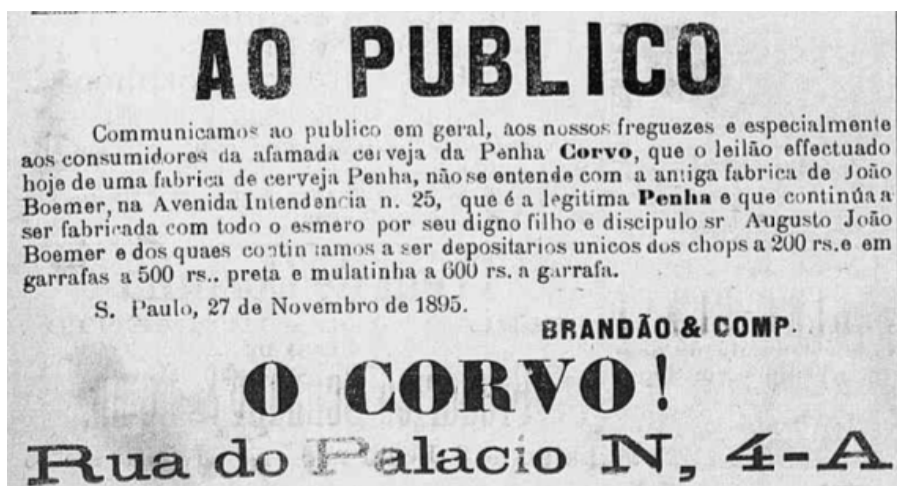 AO PUBLICO
Communicamos ao publico em geral, aos nossos freguezes e especialmente
aos consumidores da afamada cerveja da Penha Corvo, que o leilão effectuado
hoje de uma fabrica de cerveja Penha, não se entende com a antiga fabrica de João
Boemer, na Avenida Intendencia n. 25, que é a legitima Penha e que continúa a
ser fabricada com todo o esmero por seu digno filho e discipulo sr Augusto João
Boemer e dos quaes continuamos a ser depositarios unicos dos chops a 200 rs. e em
garrafas a 500 rs.. preta e mulatinha a 600 rs. a garrafa.
S. Paulo, 27 de Novembro de 1895.
BRANDÃO & COMP.
O CORVO!
Rua do Palacio N, 4-A